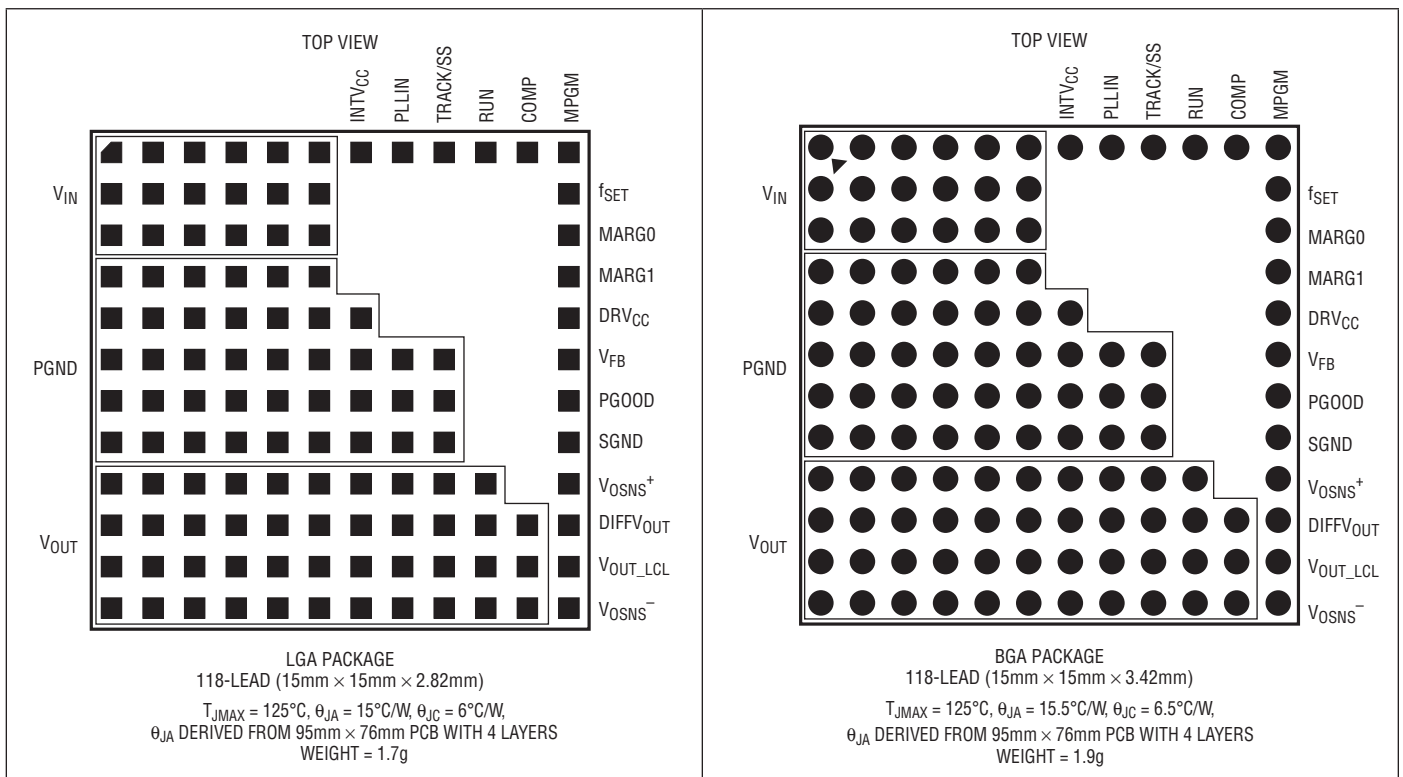 TOP VIEW
INTVCC
PLLIN
TRACK/SS
RUN
COMP
MPGM
VIN
PGND
VOUT
fSET
MARG0
MARG1
DRVCC
VFB
PGOOD
SGND
VOSNS+
DIFFVOUT
VOUT_LCL
VOSNS–
LGA PACKAGE
118-LEAD (15mm × 15mm × 2.82mm)
TJMAX = 125°C, θJA = 15°C/W, θJC = 6°C/W,
θJA DERIVED FROM 95mm × 76mm PCB WITH 4 LAYERS
WEIGHT = 1.7g
TOP VIEW
INTVCC
PLLIN
TRACK/SS
RUN
COMP
MPGM
VIN
PGND
VOUT
fSET
MARG0
MARG1
DRVCC
VFB
PGOOD
SGND
VOSNS+
DIFFVOUT
VOUT_LCL
VOSNS–
BGA PACKAGE
118-LEAD (15mm × 15mm × 3.42mm)
TJMAX = 125°C, θJA = 15.5°C/W, θJC = 6.5°C/W,
θJA DERIVED FROM 95mm × 76mm PCB WITH 4 LAYERS
WEIGHT = 1.9g